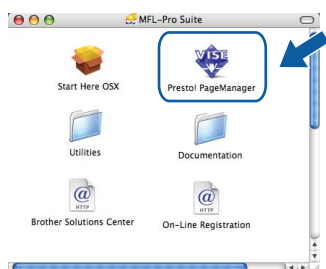 MFL-Pro Suite
VISE
Start Here OSX
Presto! PageManager
Utilities
Documentation
@
HTTP
@
HTTP
Brother Solutions Center
On-Line Registration